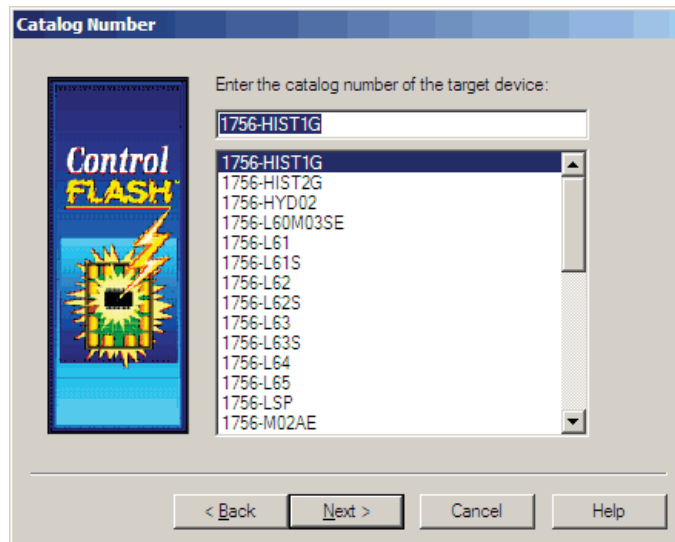 Catalog Number
Control
FLASH™
Enter the catalog number of the target device:
1756-HIST1G
1756-HIST1G
1756-HIST2G
1756-HYD02
1756-L60M03SE
1756-L61
1756-L61S
1756-L62
1756-L62S
1756-L63
1756-L63S
1756-L64
1756-L65
1756-LSP
1756-M02AE
< Back
Next >
Cancel
Help